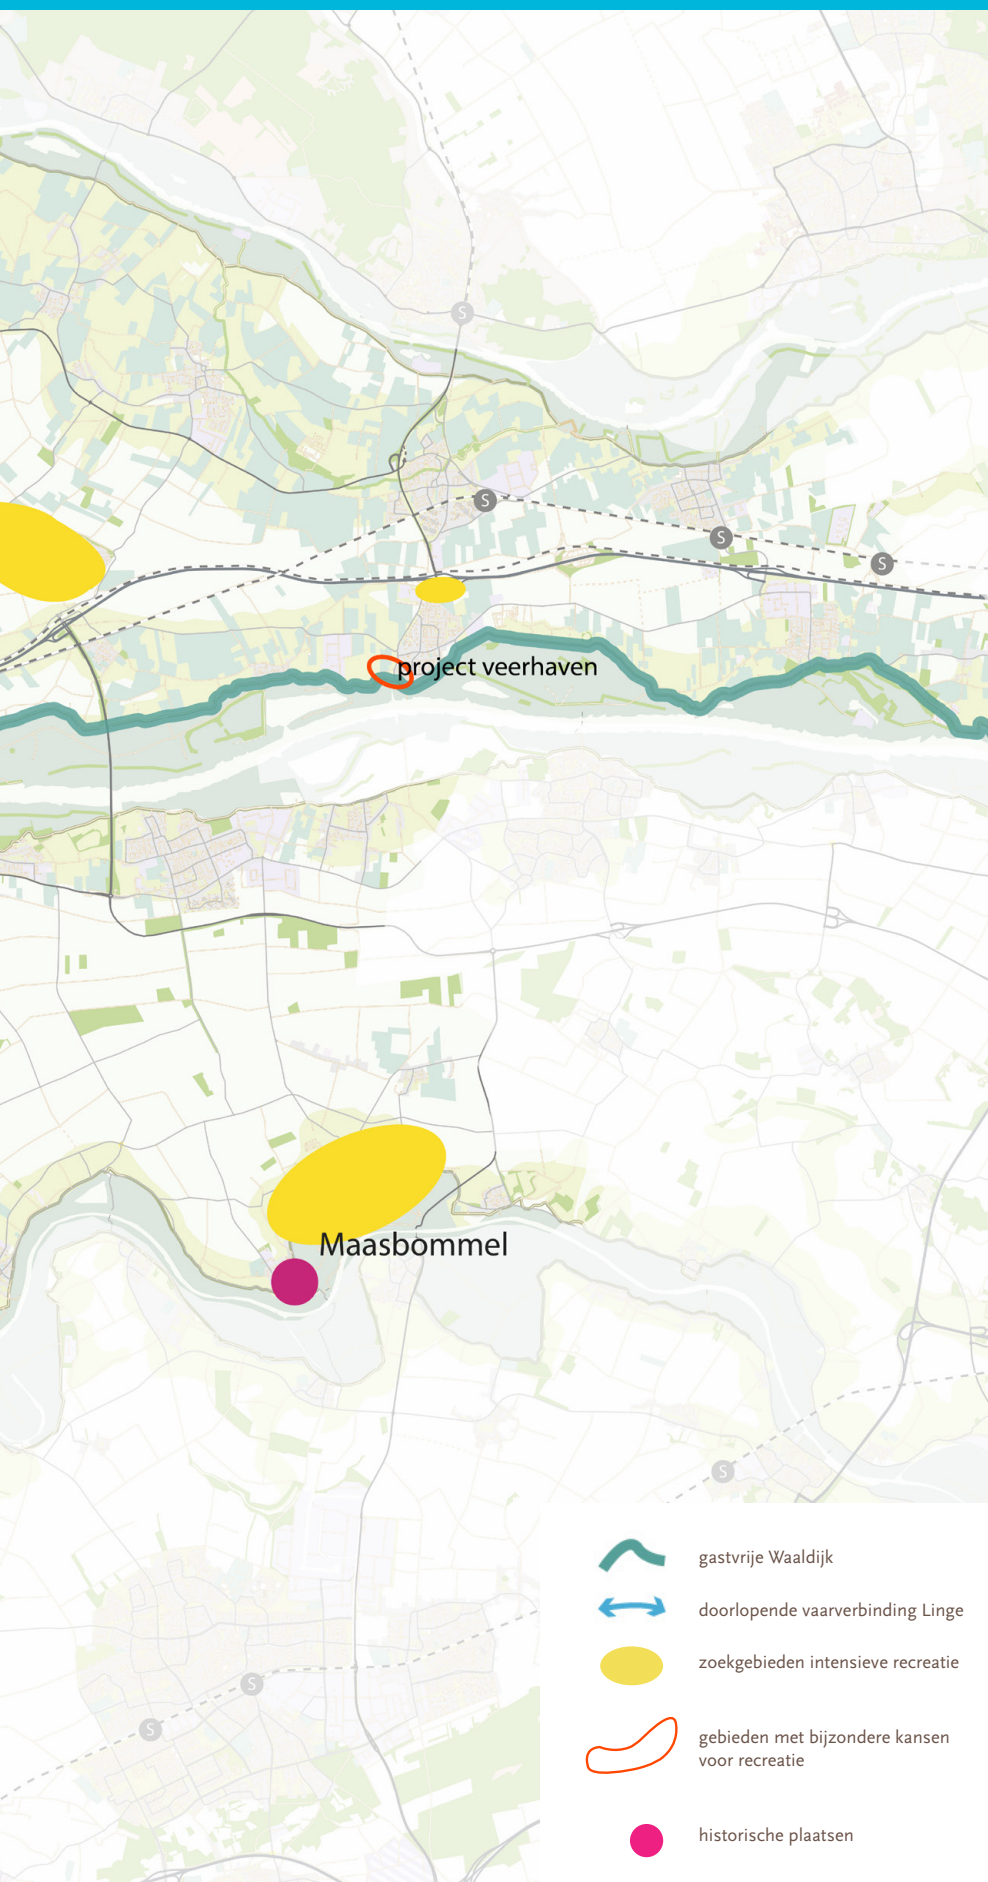 S
S
S
S
project veerhaven
Maasbommel
S
S
S
gastvrije Waaldijk
doorlopende vaarverbinding Linge
zoekgebieden intensieve recreatie
gebieden met bijzondere kansen
voor recreatie
historische plaatsen